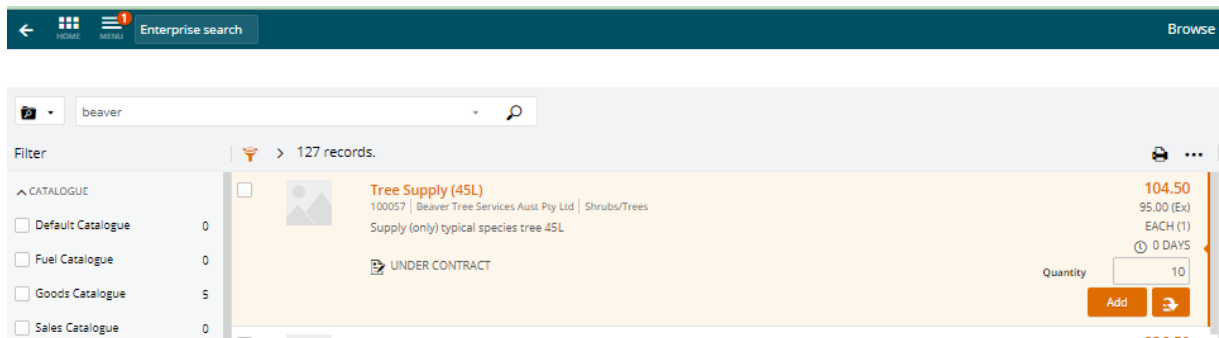 HOME MENU 1 Enterprise search Browse
beaver
Filter 127 records.
CATALOGUE
Default Catalogue 0
Fuel Catalogue 0
Goods Catalogue 5
Sales Catalogue 0
Tree Supply (45L) 104.50
100057 | Beaver Tree Services Aust Pty Ltd | Shrubs/Trees 95.00 (Ex)
Supply (only) typical species tree 45L EACH (1)
0 DAYS
UNDER CONTRACT
Quantity 10
Add